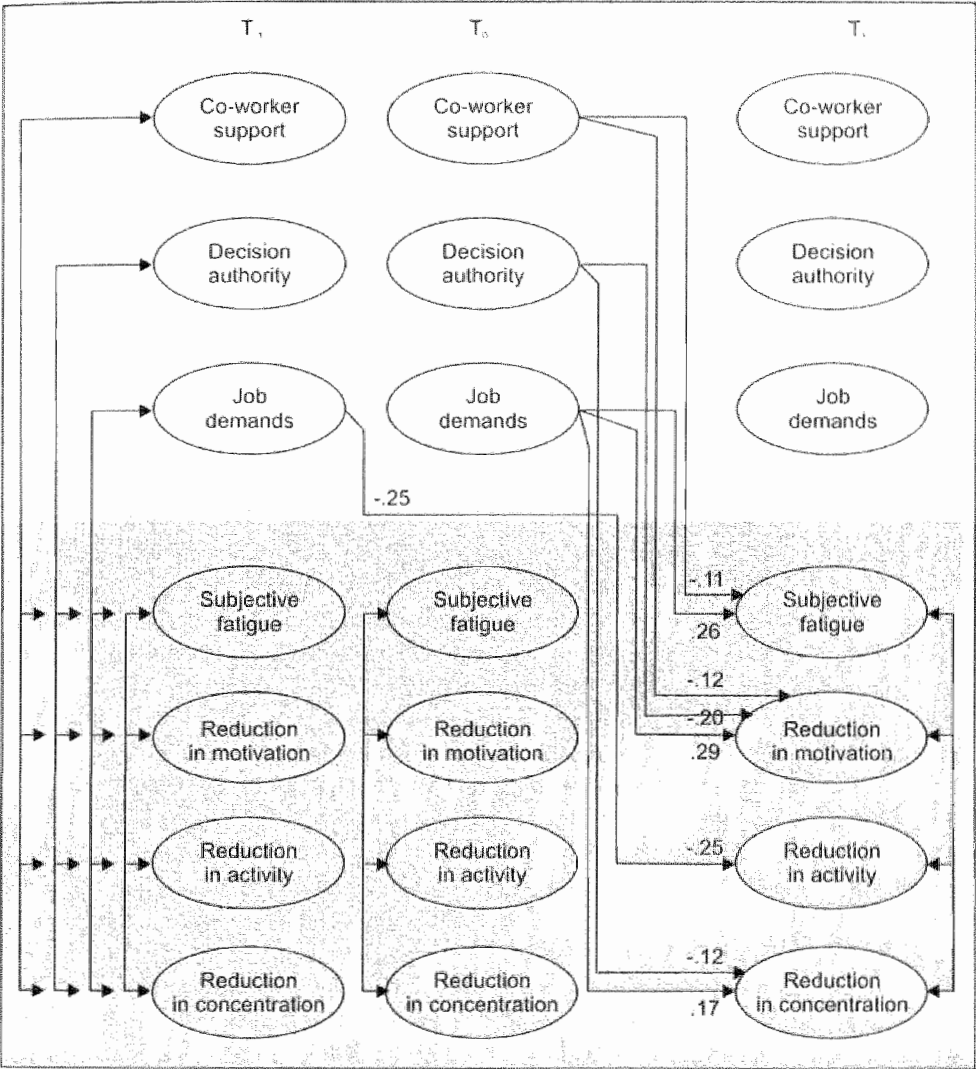 T₁ T₀ T
Co-worker
support
Co-worker
support
Co-worker
support
Decision
authority
Decision
authority
Decision
authority
Job
demands
Job
demands
Job
demands
-.25
Subjective
fatigue
Subjective
fatigue
-.11
.26
Subjective
fatigue
Reduction
in motivation
Reduction
in motivation
-.12
-.20
.29
Reduction
in motivation
Reduction
in activity
Reduction
in activity
-.25
Reduction
in activity
Reduction
in concentration
Reduction
in concentration
-.12
.17
Reduction
in concentration